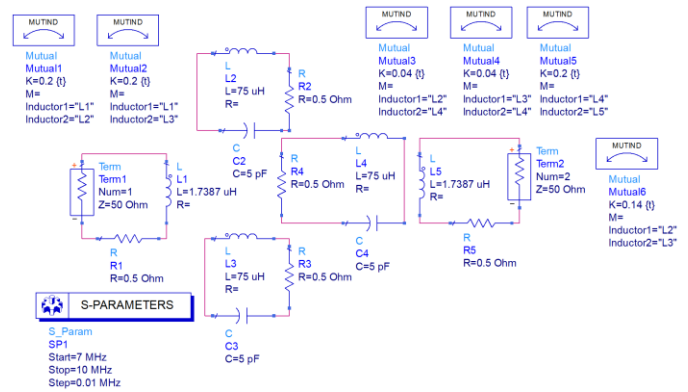 MUTIND
Mutual
Mutual1
K=0.2 {t}
M=
Inductor1="L1"
Inductor2="L2"
MUTIND
Mutual
Mutual2
K=0.2 {t}
M=
Inductor1="L1"
Inductor2="L3"
L
L2
L=75 uH
R=
R
R2
R=0.5 Ohm
C
C2
C=5 pF
MUTIND
Mutual
Mutual3
K=0.04 {t}
M=
Inductor1="L2"
Inductor2="L4"
MUTIND
Mutual
Mutual4
K=0.04 {t}
M=
Inductor1="L3"
Inductor2="L4"
MUTIND
Mutual
Mutual5
K=0.2 {t}
M=
Inductor1="L4"
Inductor2="L5"
+
Term
Term1
Num=1
Z=50 Ohm
-
L
L1
L=1.7387 uH
R=
R
R1
R=0.5 Ohm
R
R4
R=0.5 Ohm
L
L4
L=75 uH
R=
C
C4
C=5 pF
L
L5
L=1.7387 uH
R=
+
Term
Term2
Num=2
Z=50 Ohm
-
R
R5
R=0.5 Ohm
MUTIND
Mutual
Mutual6
K=0.14 {t}
M=
Inductor1="L2"
Inductor2="L3"
L
L3
L=75 uH
R=
R
R3
R=0.5 Ohm
C
C3
C=5 pF
S-PARAMETERS
S_Param
SP1
Start=7 MHz
Stop=10 MHz
Step=0.01 MHz